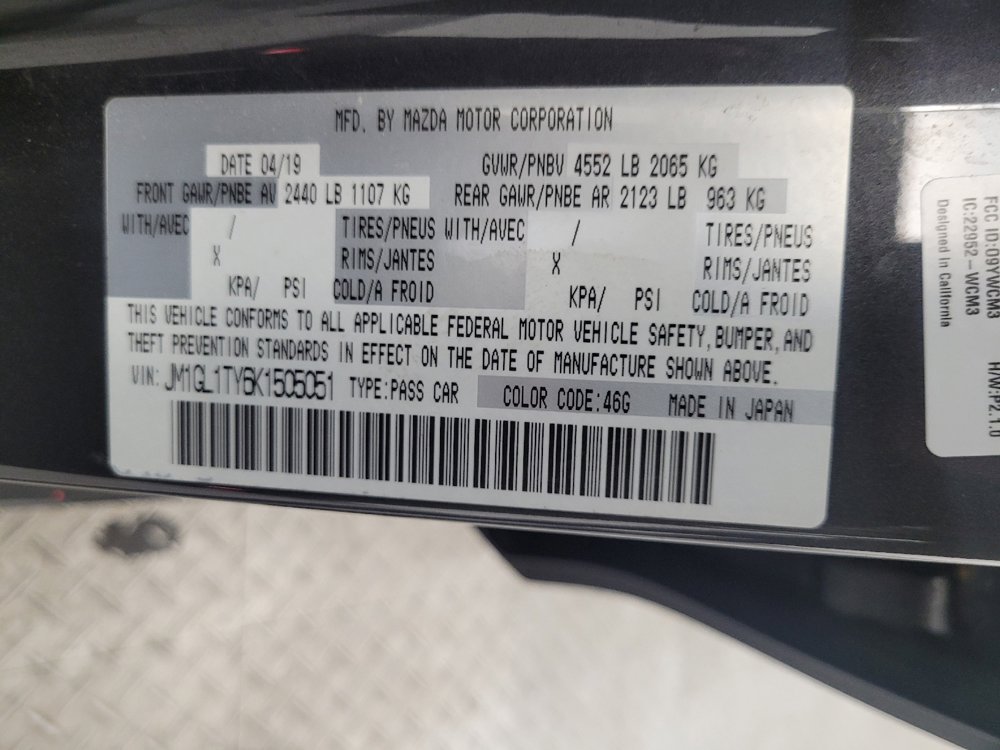 MFD. BY MAZDA MOTOR CORPORATION
DATE 04/19 GVWR/PNBV 4552 LB 2065 KG
FRONT GAWR/PNBE AV 2440 LB 1107 KG REAR GAWR/PNBE AR 2123 LB 963 KG
WITH/AVEC / TIRES/PNEUS WITH/AVEC / TIRES/PNEUS
X RIMS/JANTES X RIMS/JANTES
KPA/ PSI COLD/A FROID KPA/ PSI COLD/A FROID
THIS VEHICLE CONFORMS TO ALL APPLICABLE FEDERAL MOTOR VEHICLE SAFETY, BUMPER, AND
THEFT PREVENTION STANDARDS IN EFFECT ON THE DATE OF MANUFACTURE SHOWN ABOVE.
VIN: JM1GL1TY6K1505051 TYPE:PASS CAR COLOR CODE:46G MADE IN JAPAN
FCC ID:O9YWCM3
IC:22952-WCM3
Designed in California
H/W:P2.1.0